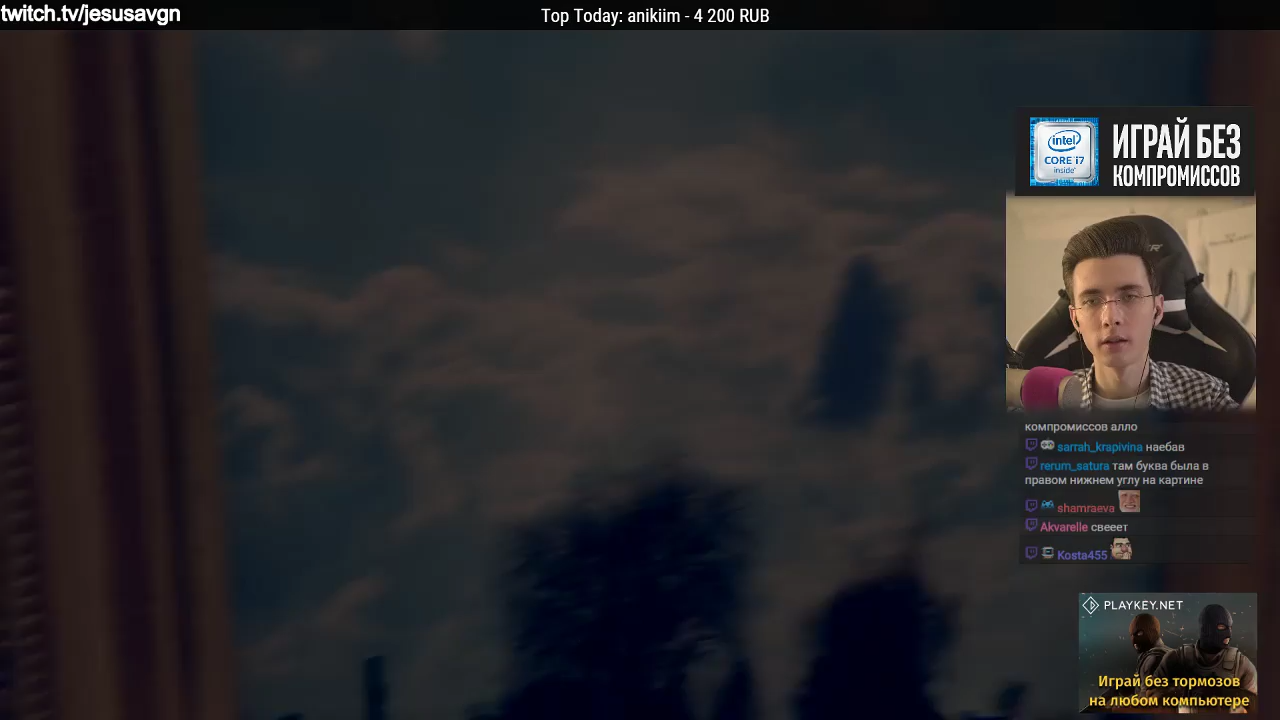 twitch.tv/jesusavgn
Top Today: anikiim - 4 200 RUB
intel
CORE i7
inside
ИГРАЙ БЕЗ
КОМПРОМИССОВ
компромиссов алло
sarrah_krapivina наебав
rerum_satura там буква была в
правом нижнем углу на картине
shamraeva
Akvarelle свееет
Kosta455
PLAYKEY.NET
Играй без тормозов
на любом компьютере